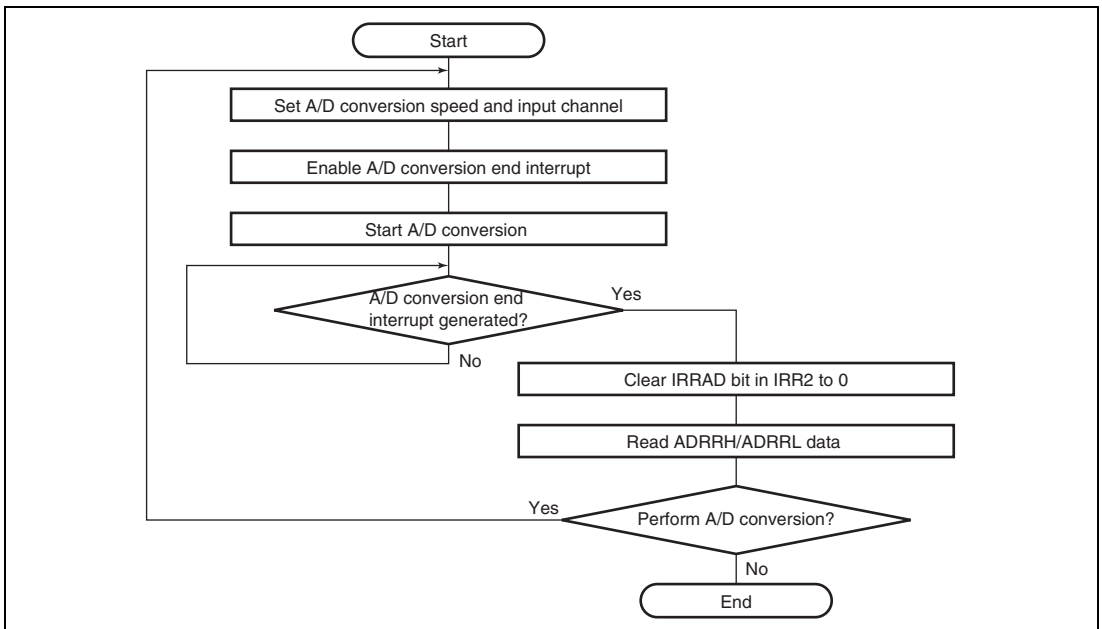 Start
Set A/D conversion speed and input channel
Enable A/D conversion end interrupt
Start A/D conversion
A/D conversion end
interrupt generated?
Yes
No
Clear IRRAD bit in IRR2 to 0
Read ADRRH/ADRRL data
Yes
Perform A/D conversion?
No
End